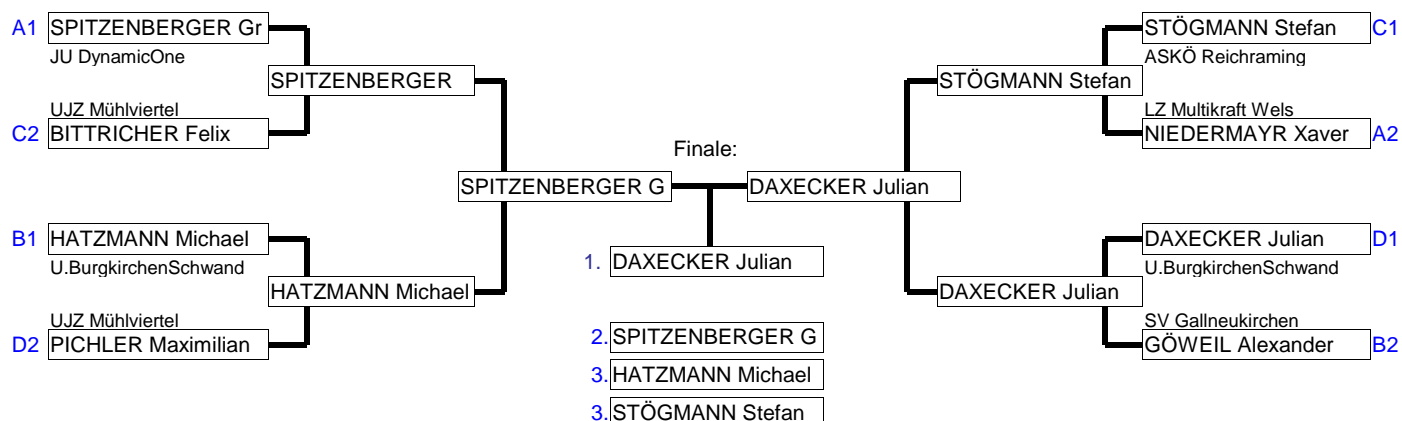 A1 SPITZENBERGER Gr
JU DynamicOne
SPITZENBERGER
UJZ Mühlviertel
C2 BITTRICHER Felix
SPITZENBERGER G
B1 HATZMANN Michael
U.BurgkirchenSchwand
HATZMANN Michael
UJZ Mühlviertel
D2 PICHLER Maximilian
Finale:
1. DAXECKER Julian
2. SPITZENBERGER G
3. HATZMANN Michael
3. STÖGMANN Stefan
STÖGMANN Stefan C1
ASKÖ Reichraming
STÖGMANN Stefan
LZ Multikraft Wels
NIEDERMAYR Xaver A2
DAXECKER Julian
DAXECKER Julian D1
U.BurgkirchenSchwand
DAXECKER Julian
SV Gallneukirchen
GÖWEIL Alexander B2